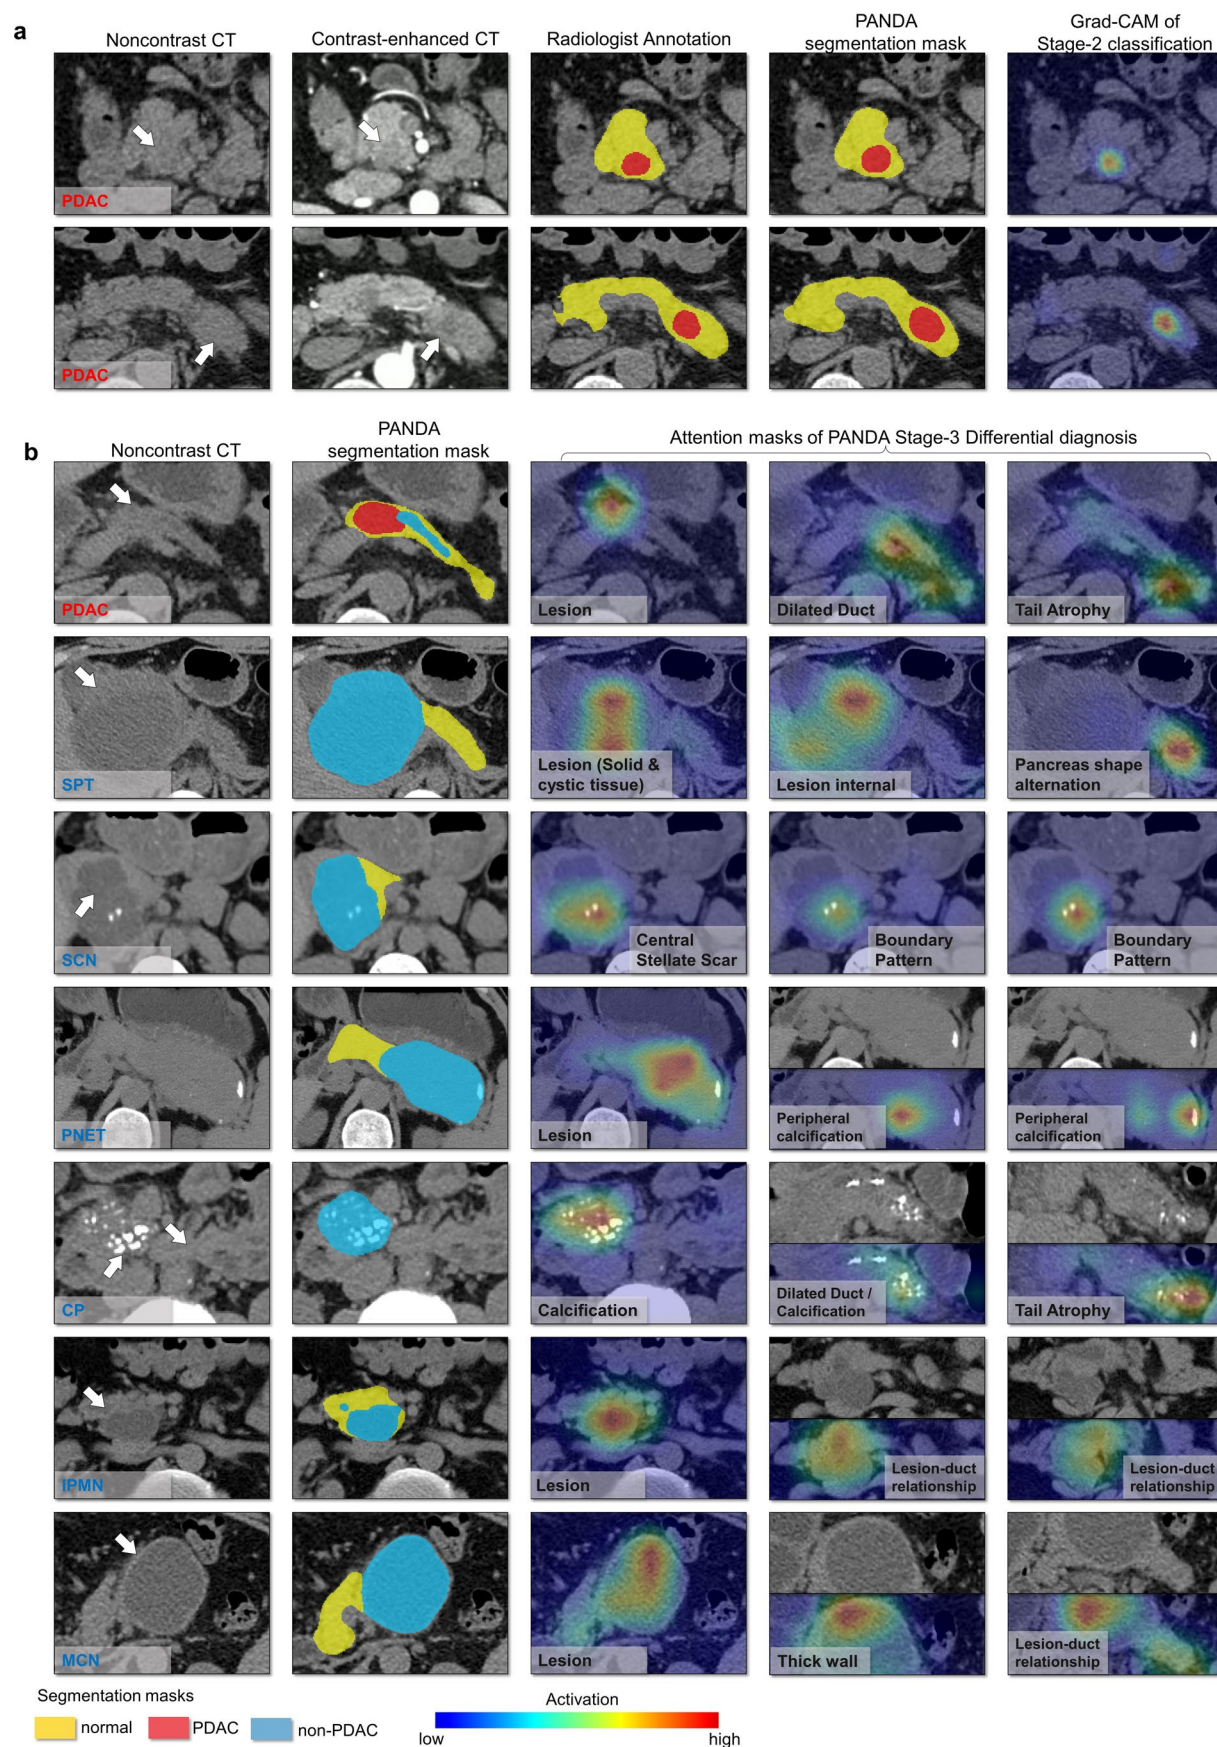 a
Noncontrast CT
Contrast-enhanced CT
Radiologist Annotation
PANDA
segmentation mask
Grad-CAM of
Stage-2 classification
PDAC
PDAC
b
Noncontrast CT
PANDA
segmentation mask
Attention masks of PANDA Stage-3 Differential diagnosis
PDAC
Lesion
Dilated Duct
Tail Atrophy
SPT
Lesion (Solid &
cystic tissue)
Lesion internal
Pancreas shape
alternation
SCN
Central
Stellate Scar
Boundary
Pattern
Boundary
Pattern
PNET
Lesion
Peripheral
calcification
Peripheral
calcification
CP
Calcification
Dilated Duct /
Calcification
Tail Atrophy
IPMN
Lesion
Lesion-duct
relationship
Lesion-duct
relationship
MCN
Lesion
Thick wall
Lesion-duct
relationship
Segmentation masks
normal
PDAC
non-PDAC
Activation
low
high